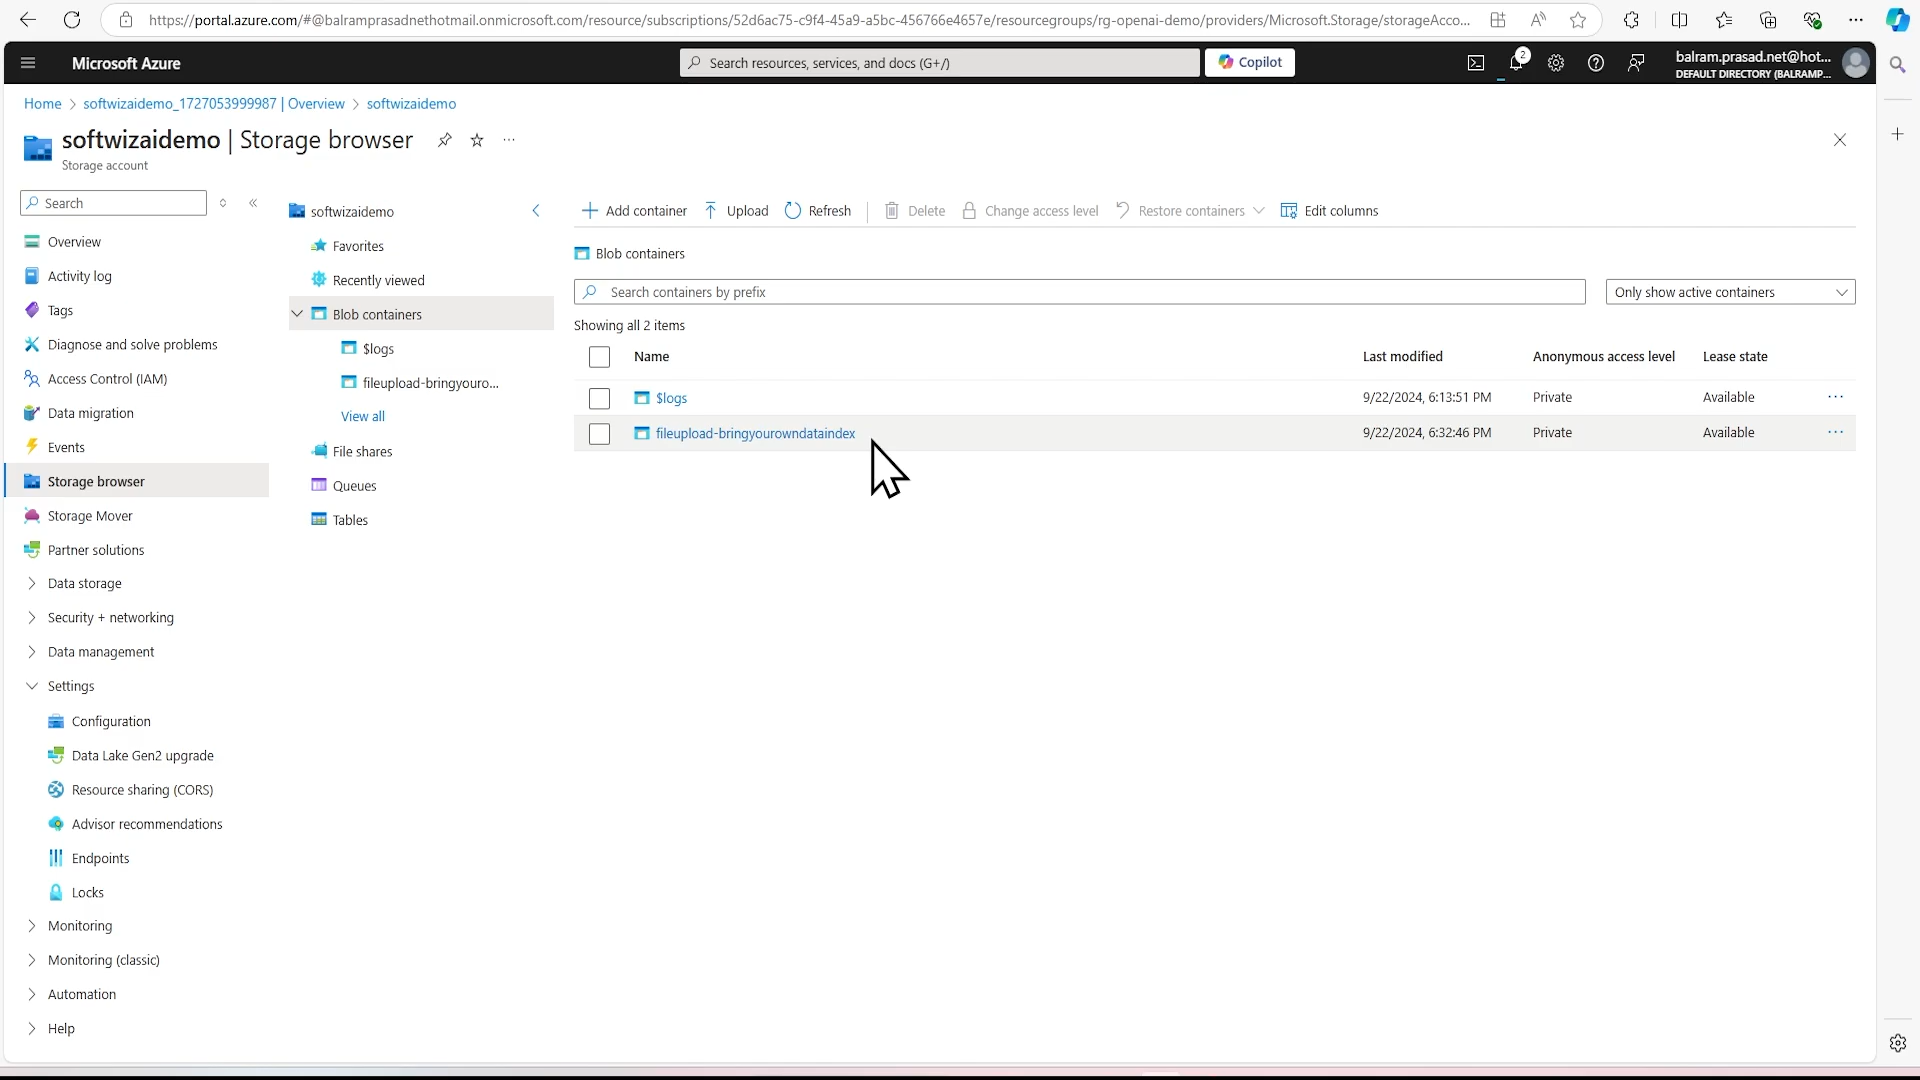 https://portal.azure.com/#@balramprasadnethotmail.onmicrosoft.com/resource/subscriptions/52d6ac75-c9f4-45a9-a5bc-456766e4657e/resourcegroups/rg-openai-demo/providers/Microsoft.Storage/storageAcco...
Microsoft Azure
Search resources, services, and docs (G+/)
Copilot
2
balram.prasad.net@hot...
DEFAULT DIRECTORY (BALRAMP...
Home > softwizaidemo_1727053999987 | Overview > softwizaidemo
softwizaidemo | Storage browser
Storage account
Search
Overview
Activity log
Tags
Diagnose and solve problems
Access Control (IAM)
Data migration
Events
Storage browser
Storage Mover
Partner solutions
Data storage
Security + networking
Data management
Settings
Configuration
Data Lake Gen2 upgrade
Resource sharing (CORS)
Advisor recommendations
Endpoints
Locks
Monitoring
Monitoring (classic)
Automation
Help
softwizaidemo
Favorites
Recently viewed
Blob containers
$logs
fileupload-bringyouro...
View all
File shares
Queues
Tables
Add container Upload Refresh Delete Change access level Restore containers Edit columns
Blob containers
Search containers by prefix
Only show active containers
Showing all 2 items
Name Last modified Anonymous access level Lease state
$logs 9/22/2024, 6:13:51 PM Private Available ...
fileupload-bringyourowndataindex 9/22/2024, 6:32:46 PM Private Available ...